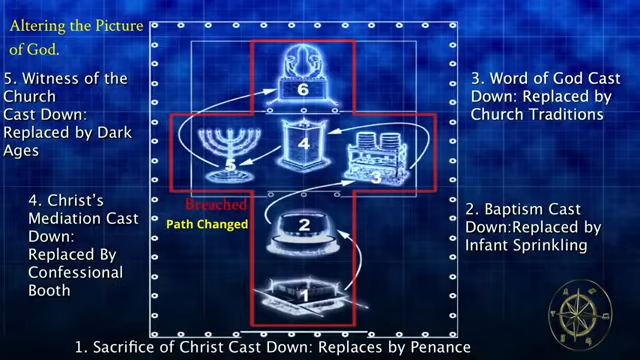 Altering the Picture
of God.
5. Witness of the
Church
Cast Down:
Replaced by Dark
Ages
4. Christ's
Mediation Cast
Down:
Replaced By
Confessional
Booth
3. Word of God Cast
Down: Replaced by
Church Traditions
2. Baptism Cast
Down:Replaced by
Infant Sprinkling
6
5
4
3
Breached
Path Changed
2
1
1. Sacrifice of Christ Cast Down: Replaces by Penance